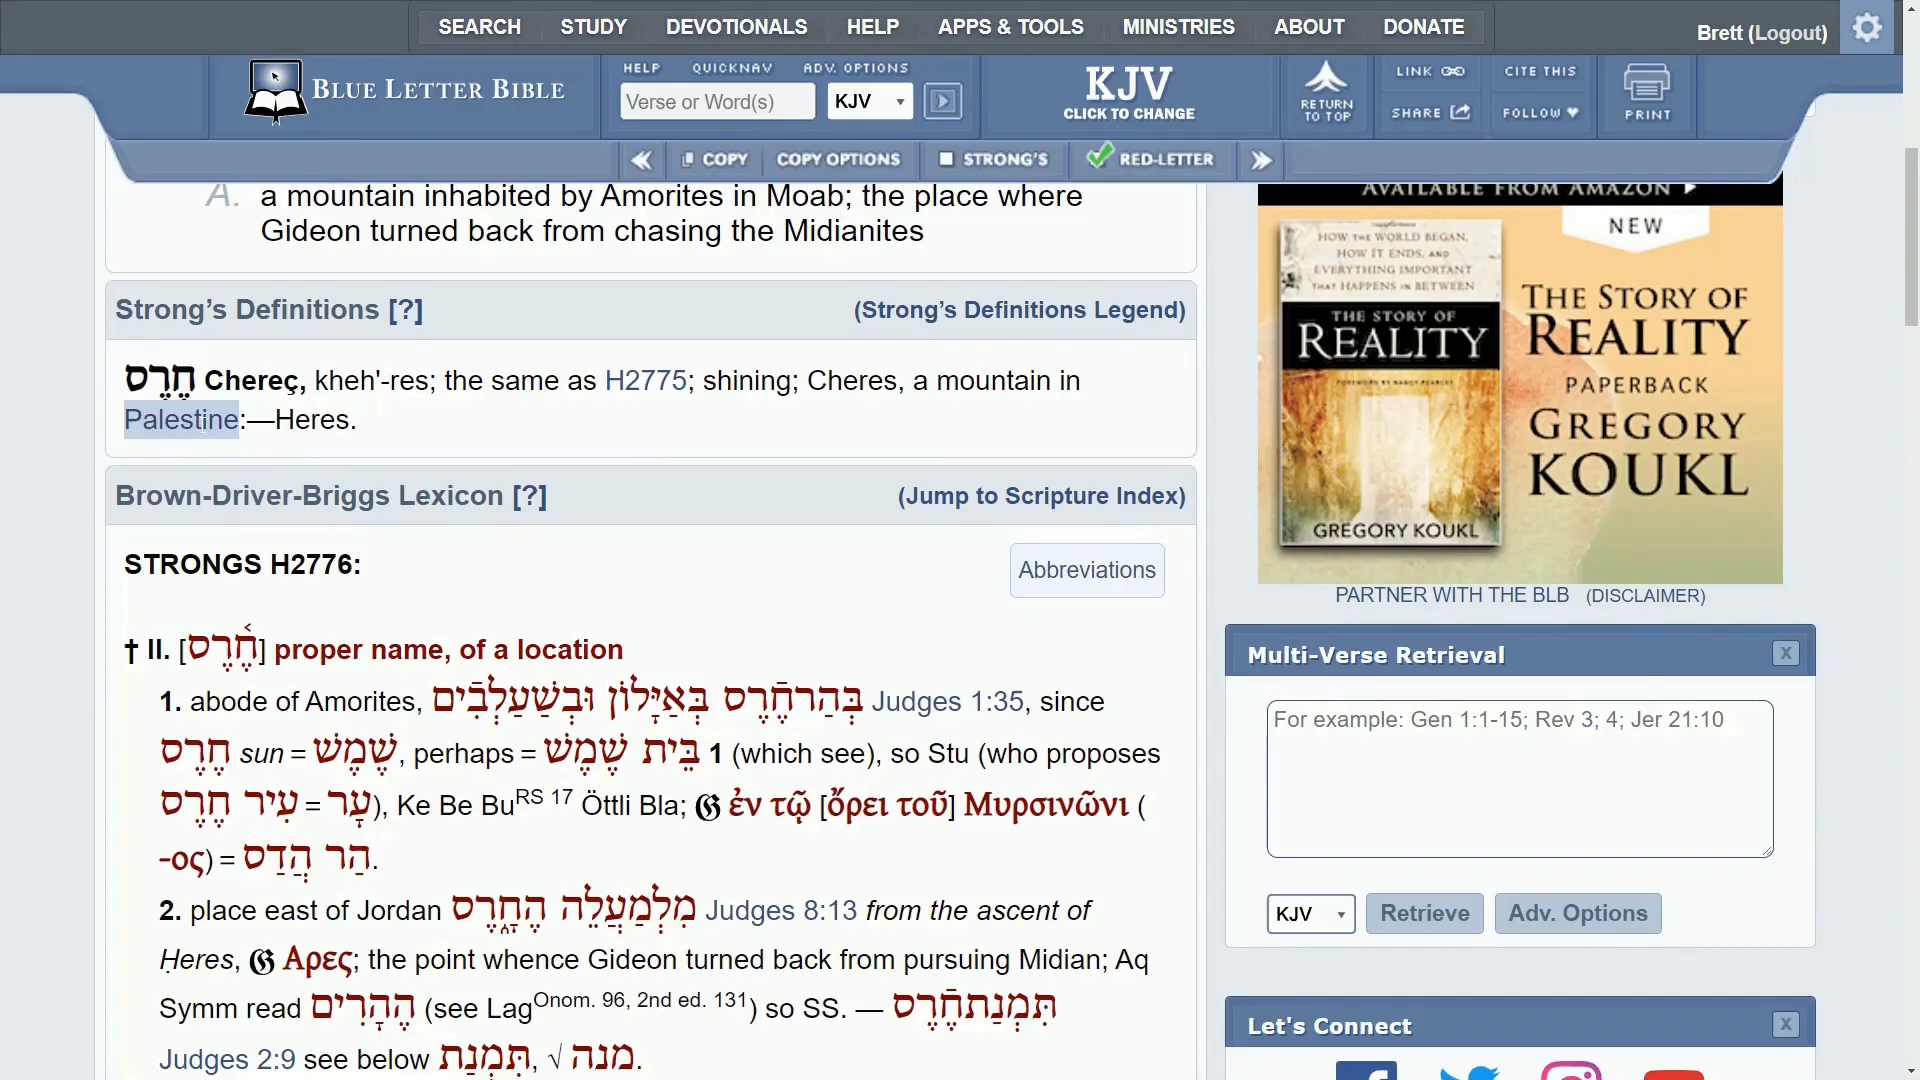 SEARCH STUDY DEVOTIONALS HELP APPS & TOOLS MINISTRIES ABOUT DONATE
Brett (Logout)
BLUE LETTER BIBLE
HELP QUICKNAV ADV. OPTIONS
Verse or Word(s) KJV
KJV
CLICK TO CHANGE
RETURN
TO TOP
LINK CITE THIS
SHARE FOLLOW
PRINT
COPY COPY OPTIONS STRONG'S RED-LETTER
A. a mountain inhabited by Amorites in Moab; the place where
Gideon turned back from chasing the Midianites
Strong's Definitions [?] (Strong's Definitions Legend)
חֶרֶס Chereç, kheh'-res; the same as H2775; shining; Cheres, a mountain in
Palestine:—Heres.
Brown-Driver-Briggs Lexicon [?] (Jump to Scripture Index)
STRONGS H2776:
Abbreviations
† II. [חֶ֫רֶס] proper name, of a location
1. abode of Amorites, בְּהַרחֶֿרֶס בְּאַיָּלוֺן וּבְשַׁעַלְבִֿים Judges 1:35, since
חֶרֶס sun = שֶׁמֶשׁ, perhaps = בֵּית שֶׁמֶשׁ 1 (which see), so Stu (who proposes
עָר = עִיר חֶרֶס), Ke Be BuRS 17 Öttli Bla; 𝔊 ἐν τῷ [ὄρει τοῦ] Μυρσινῶνι (
-ος) = הַר הֲדַס.
2. place east of Jordan מִלְמַעֲלֵה הֶחָ֑רֶס Judges 8:13 from the ascent of
Ḥeres, 𝔊 Αρες; the point whence Gideon turned back from pursuing Midian; Aq
Symm read הֶהָרִים (see LagOnom. 96, 2nd ed. 131) so SS. — תִּמְנַתחֶֿרֶס
Judges 2:9 see below תִּמְנַת, √ מנה.
AVAILABLE FROM AMAZON ▶
NEW
HOW THE WORLD BEGAN,
HOW IT ENDS, AND
EVERYTHING IMPORTANT
THAT HAPPENS IN BETWEEN
THE STORY OF
REALITY
FOREWORD BY NANCY PEARCEY
GREGORY KOUKL
THE STORY OF
REALITY
PAPERBACK
GREGORY
KOUKL
PARTNER WITH THE BLB (DISCLAIMER)
Multi-Verse Retrieval X
For example: Gen 1:1-15; Rev 3; 4; Jer 21:10
KJV Retrieve Adv. Options
Let's Connect X